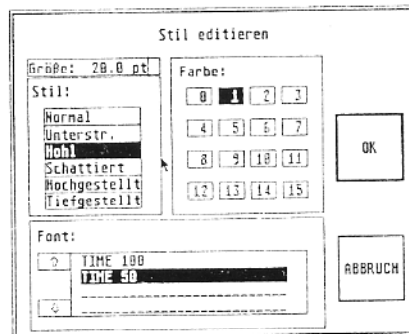 Stil editieren
Größe: 20.0 pt
Stil:
Normal
Unterstr.
Hohl
Schattiert
Hochgestellt
Tiefgestellt
Farbe:
0 1 2 3
4 5 6 7
8 9 10 11
12 13 14 15
OK
Font:
TIME 100
TIME 50
ABBRUCH